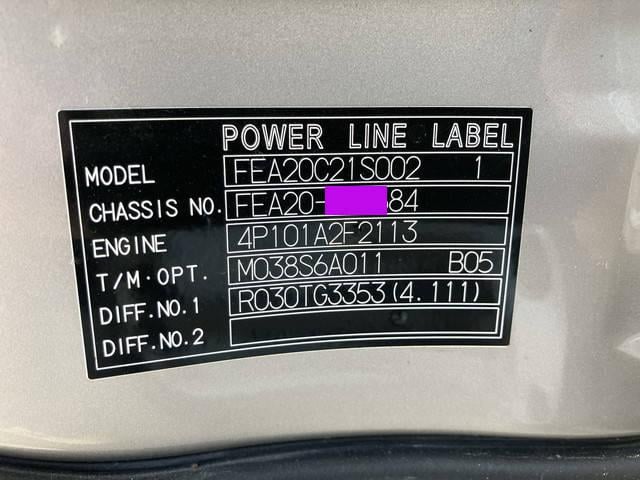 POWER LINE LABEL
MODEL FEA20C21S002 1
CHASSIS NO. FEA20- 84
ENGINE 4P101A2F2113
T/M·OPT. M038S6A011 B05
DIFF.NO.1 R030TG3353(4.111)
DIFF.NO.2